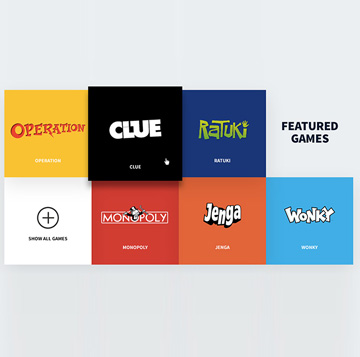 OPERATION
OPERATION
CLUE
CLUE
RATUKI
RATUKI
FEATURED
GAMES
SHOW ALL GAMES
MONOPOLY
MONOPOLY
Jenga
JENGA
WONKY
WONKY